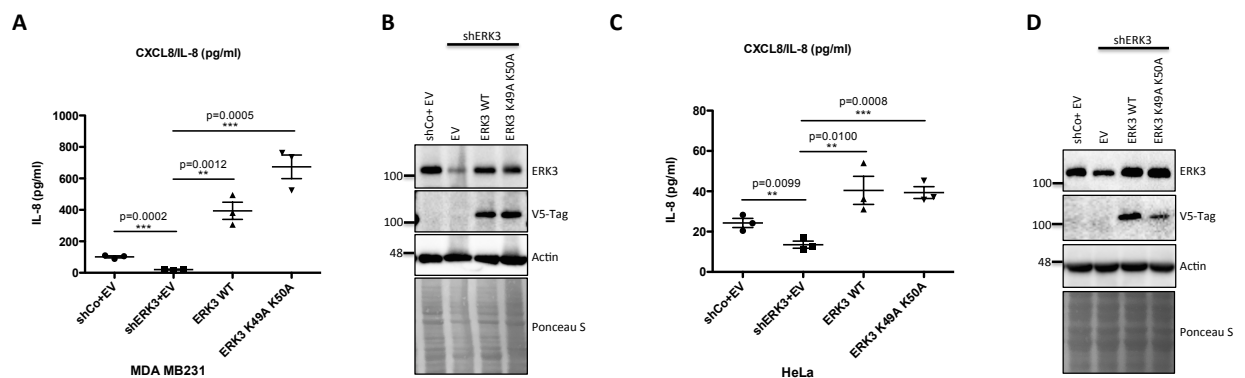 A
CXCL8/IL-8 (pg/ml)
IL-8 (pg/ml)
1000
800
600
400
200
0
p=0.0002
***
p=0.0012
**
p=0.0005
***
shCo+EV
shERK3+EV
ERK3 WT
ERK3 K49A K50A
MDA MB231
B
shERK3
shCo+ EV
EV
ERK3 WT
ERK3 K49A K50A
100
ERK3
100
V5-Tag
48
Actin
Ponceau S
C
CXCL8/IL-8 (pg/ml)
IL-8 (pg/ml)
80
60
40
20
0
p=0.0099
**
p=0.0100
**
p=0.0008
***
shCo+EV
shERK3+EV
ERK3 WT
ERK3 K49A K50A
HeLa
D
shERK3
shCo+ EV
EV
ERK3 WT
ERK3 K49A K50A
100
ERK3
100
V5-Tag
48
Actin
Ponceau S